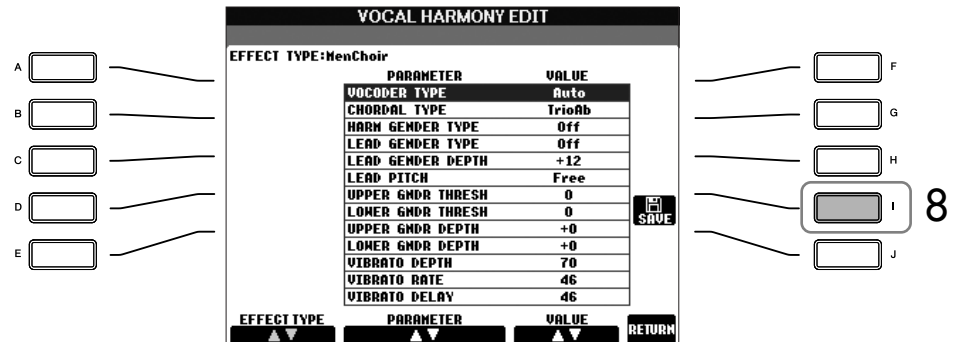 VOCAL HARMONY EDIT
EFFECT TYPE:MenChoir
PARAMETER VALUE
VOCODER TYPE Auto
CHORDAL TYPE TrioAb
HARM GENDER TYPE Off
LEAD GENDER TYPE Off
LEAD GENDER DEPTH +12
LEAD PITCH Free
UPPER GNDR THRESH 0
LOWER GNDR THRESH 0
UPPER GNDR DEPTH +0
LOWER GNDR DEPTH +0
VIBRATO DEPTH 70
VIBRATO RATE 46
VIBRATO DELAY 46
SAVE
EFFECT TYPE PARAMETER VALUE RETURN
A
B
C
D
E
F
G
H
I 8
J